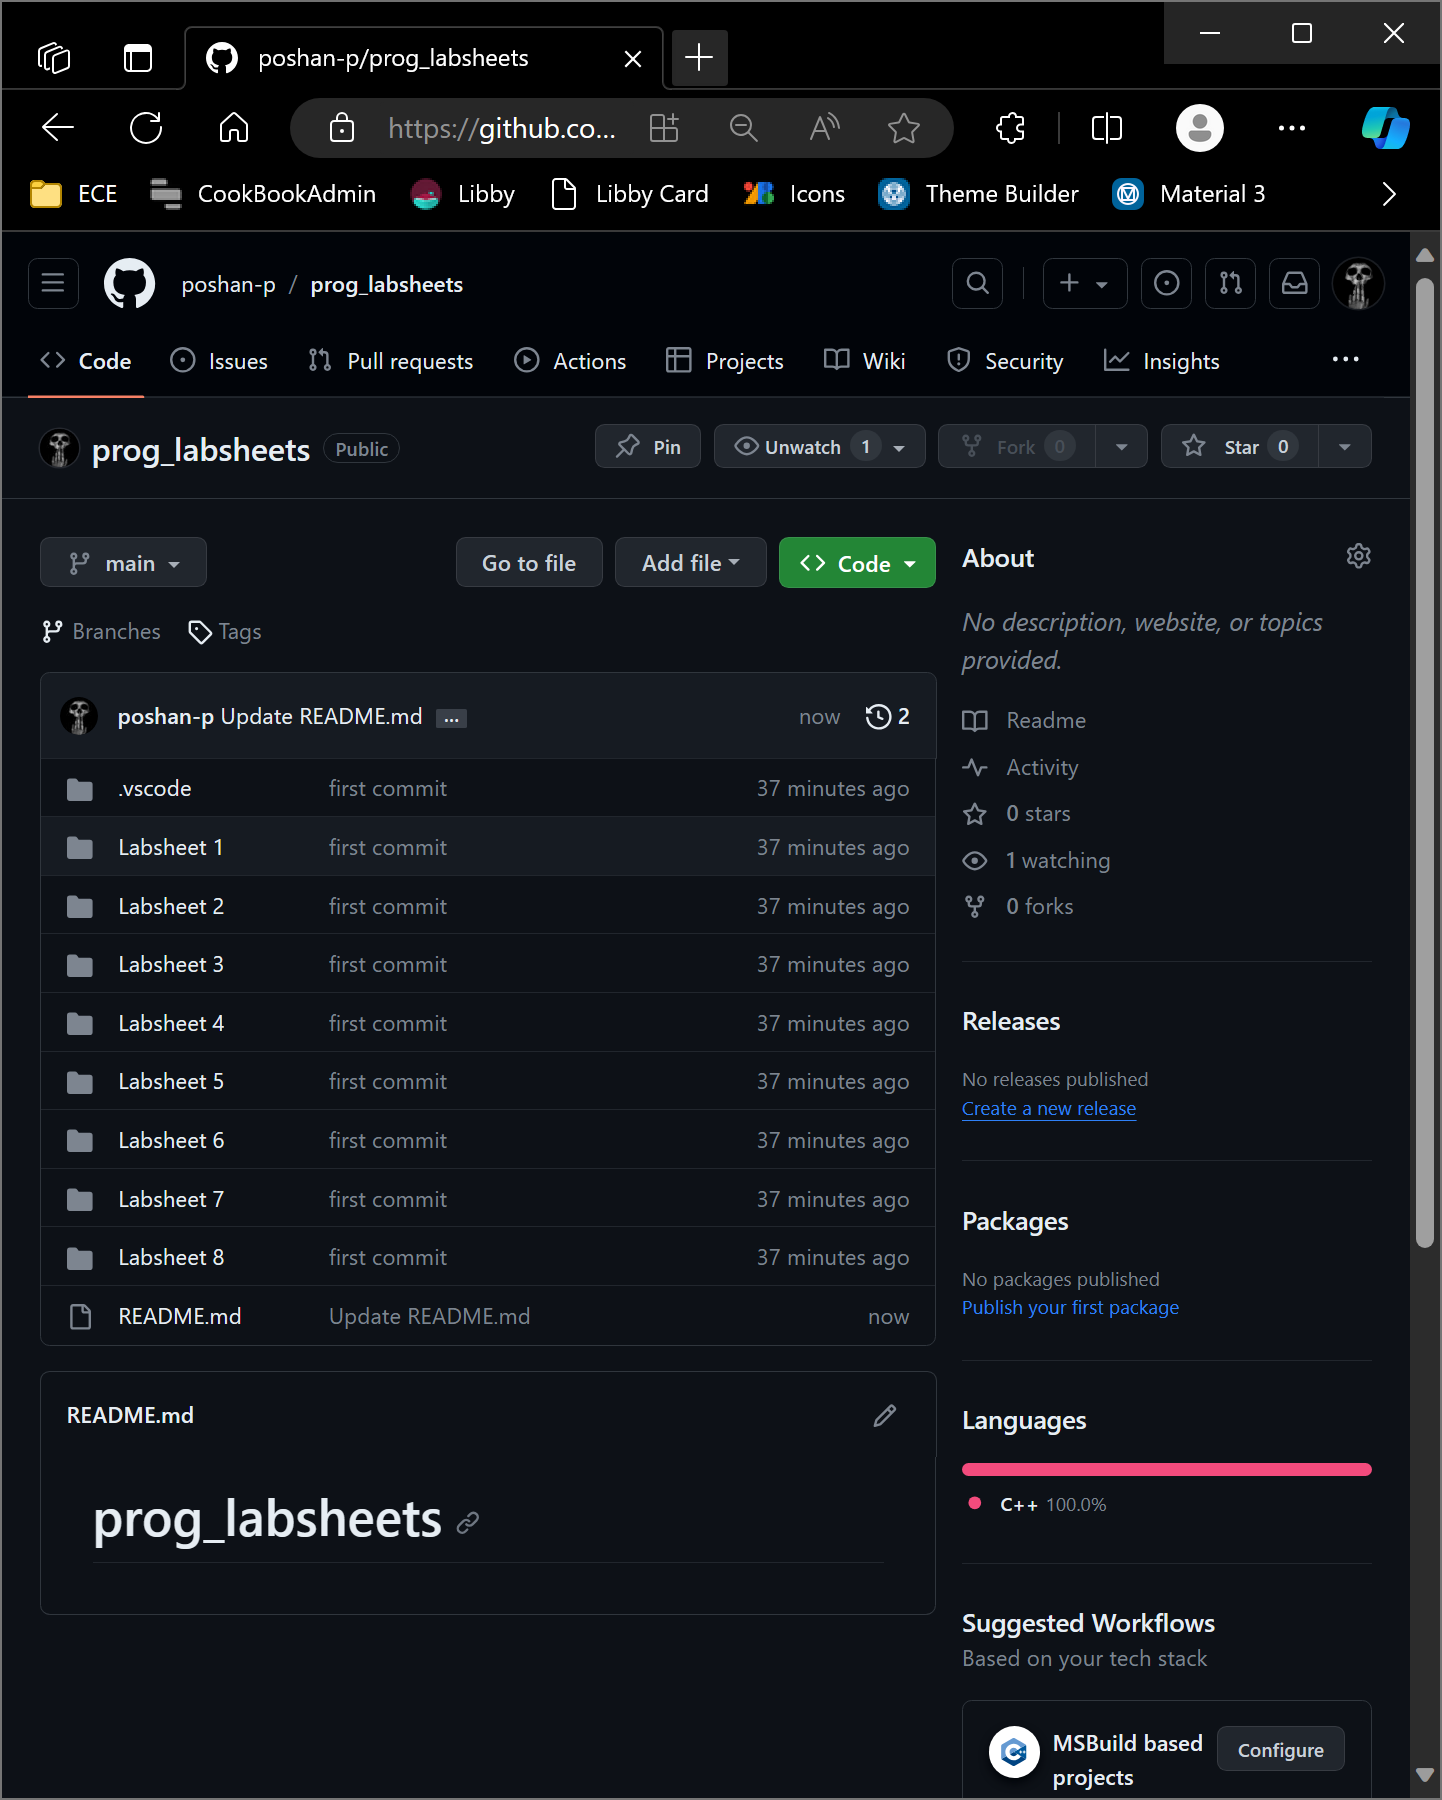 poshan-p/prog_labsheets
https://github.co...
ECE
CookBookAdmin
Libby
Libby Card
Icons
Theme Builder
Material 3
poshan-p / prog_labsheets
Code
Issues
Pull requests
Actions
Projects
Wiki
Security
Insights
prog_labsheets Public
Pin
Unwatch 1
Fork 0
Star 0
main
Go to file
Add file
Code
Branches
Tags
poshan-p Update README.md ...
now
2
.vscode first commit 37 minutes ago
Labsheet 1 first commit 37 minutes ago
Labsheet 2 first commit 37 minutes ago
Labsheet 3 first commit 37 minutes ago
Labsheet 4 first commit 37 minutes ago
Labsheet 5 first commit 37 minutes ago
Labsheet 6 first commit 37 minutes ago
Labsheet 7 first commit 37 minutes ago
Labsheet 8 first commit 37 minutes ago
README.md Update README.md now
README.md
prog_labsheets
About
No description, website, or topics
provided.
Readme
Activity
0 stars
1 watching
0 forks
Releases
No releases published
Create a new release
Packages
No packages published
Publish your first package
Languages
C++ 100.0%
Suggested Workflows
Based on your tech stack
MSBuild based
projects
Configure